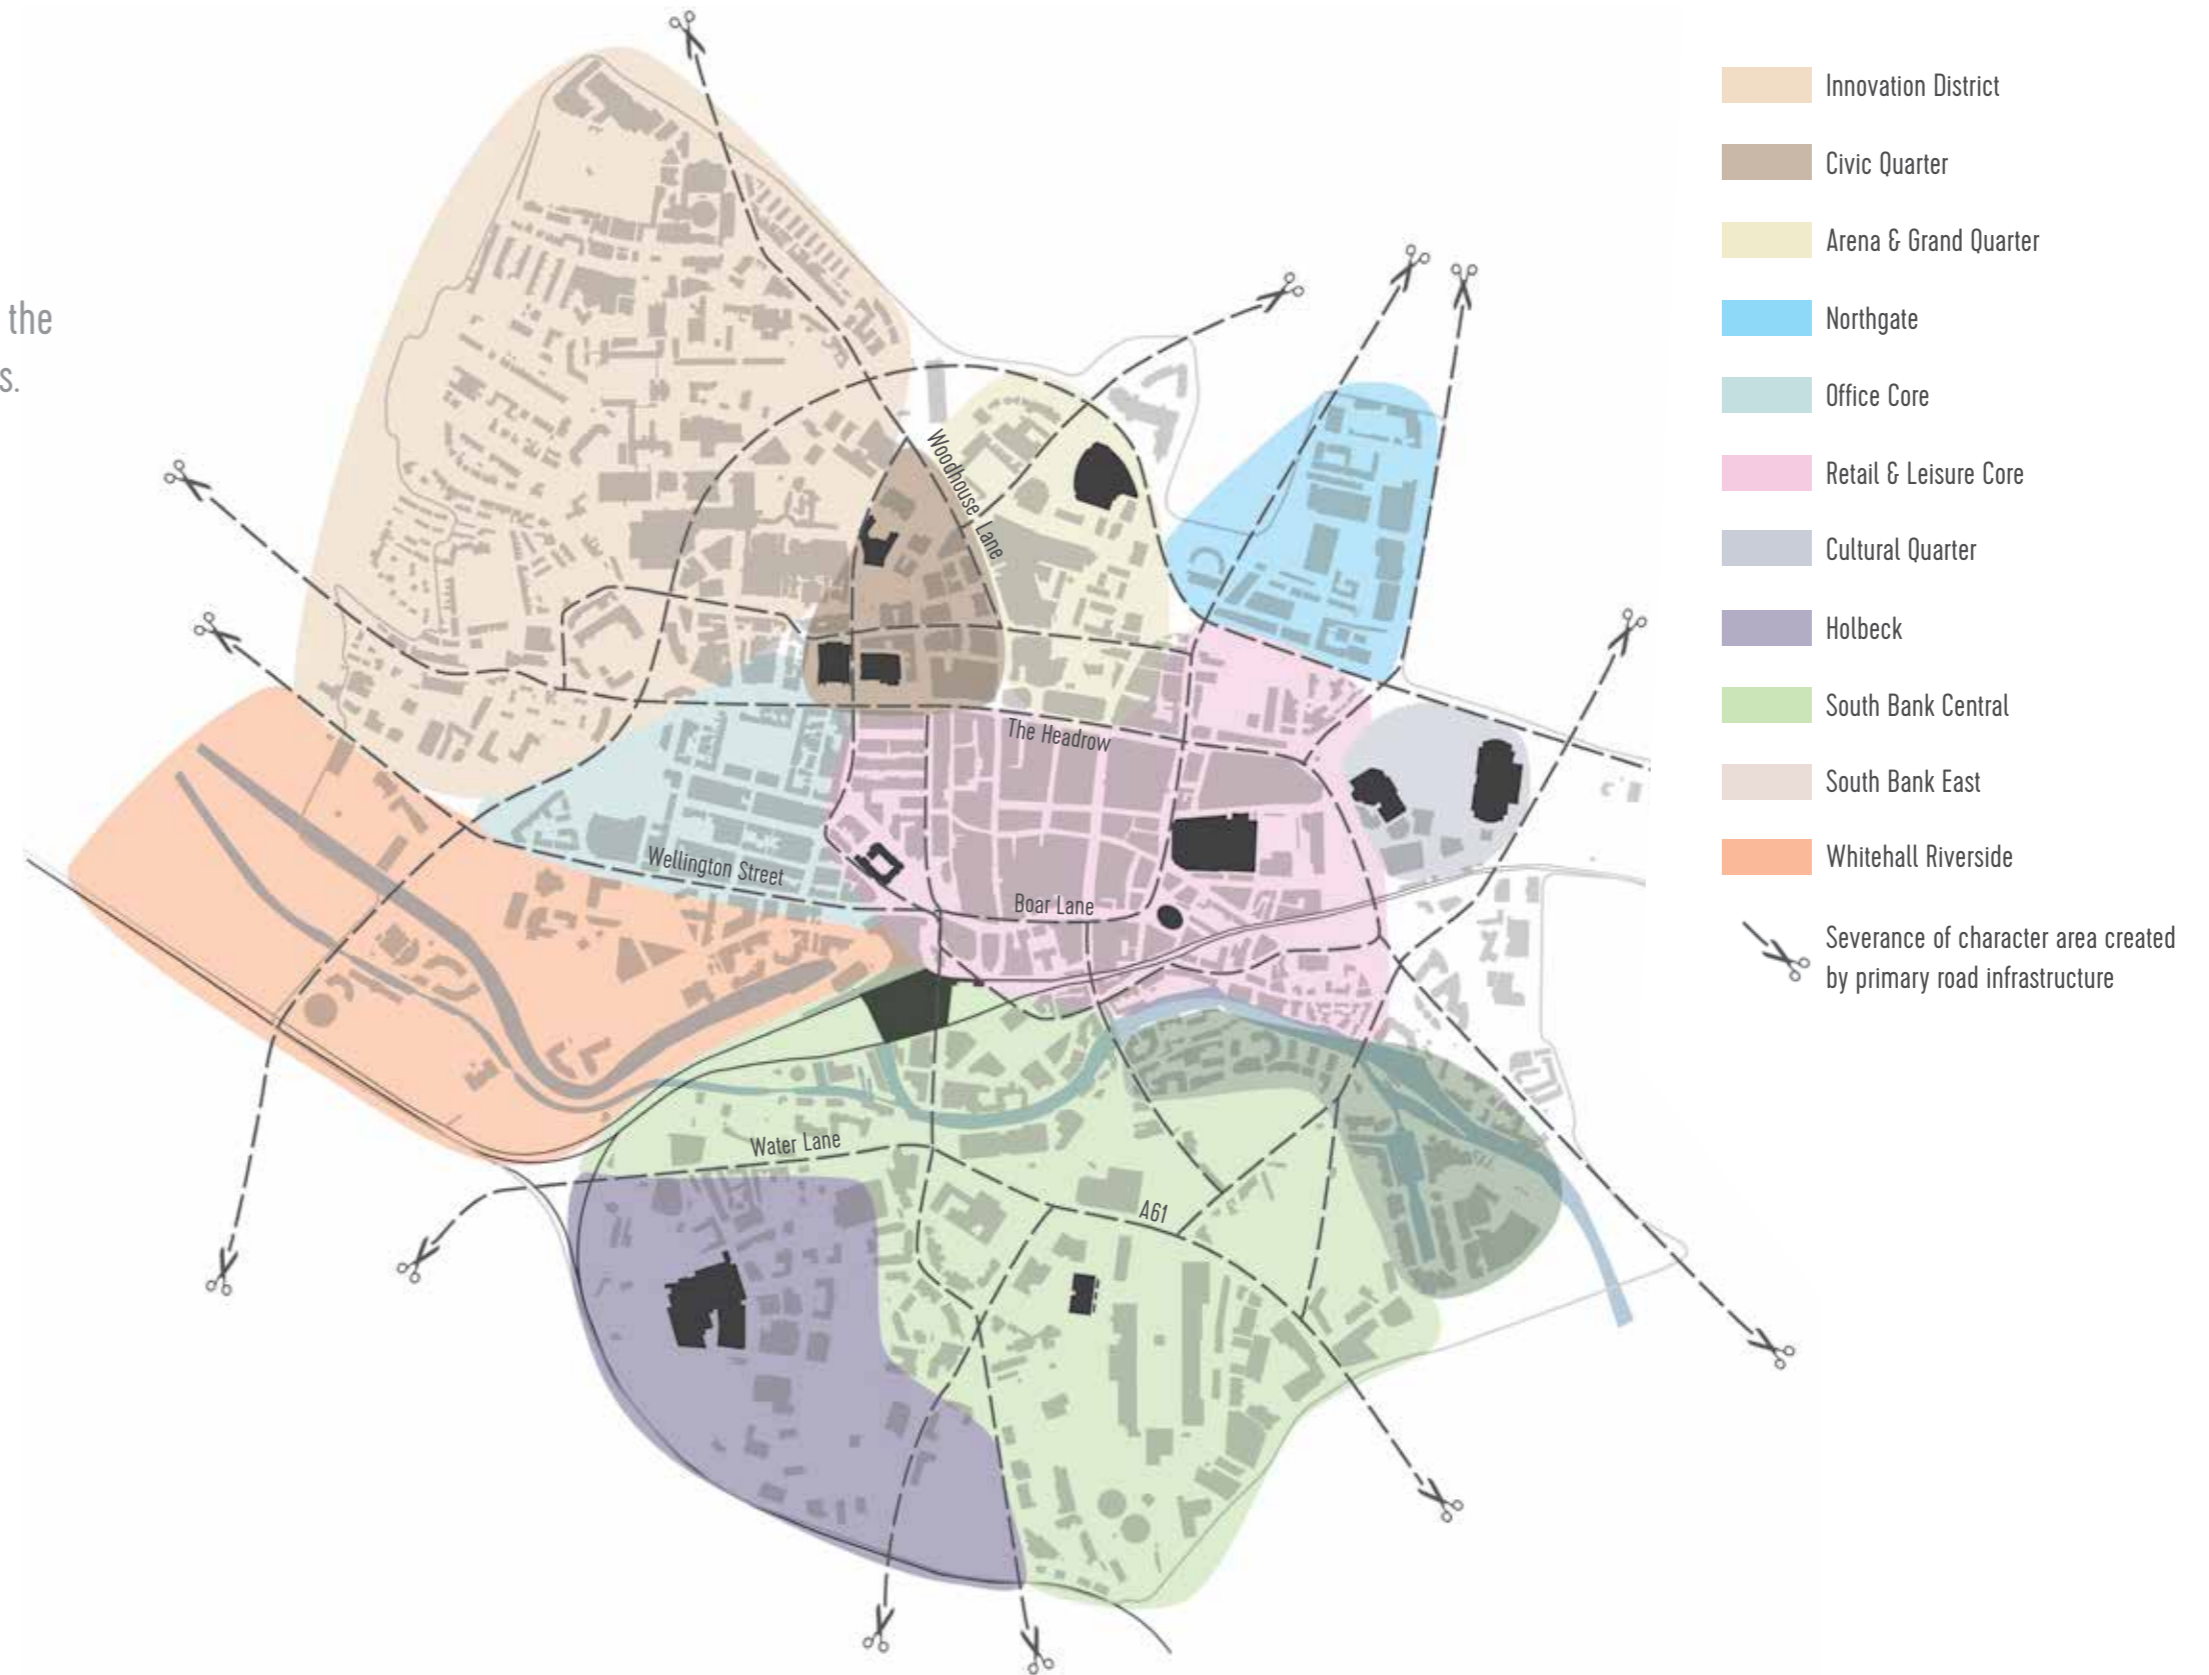 the
s.
Woodhouse Lane
The Headrow
Wellington Street
Boar Lane
Water Lane
A61
Innovation District
Civic Quarter
Arena & Grand Quarter
Northgate
Office Core
Retail & Leisure Core
Cultural Quarter
Holbeck
South Bank Central
South Bank East
Whitehall Riverside
Severance of character area created
by primary road infrastructure